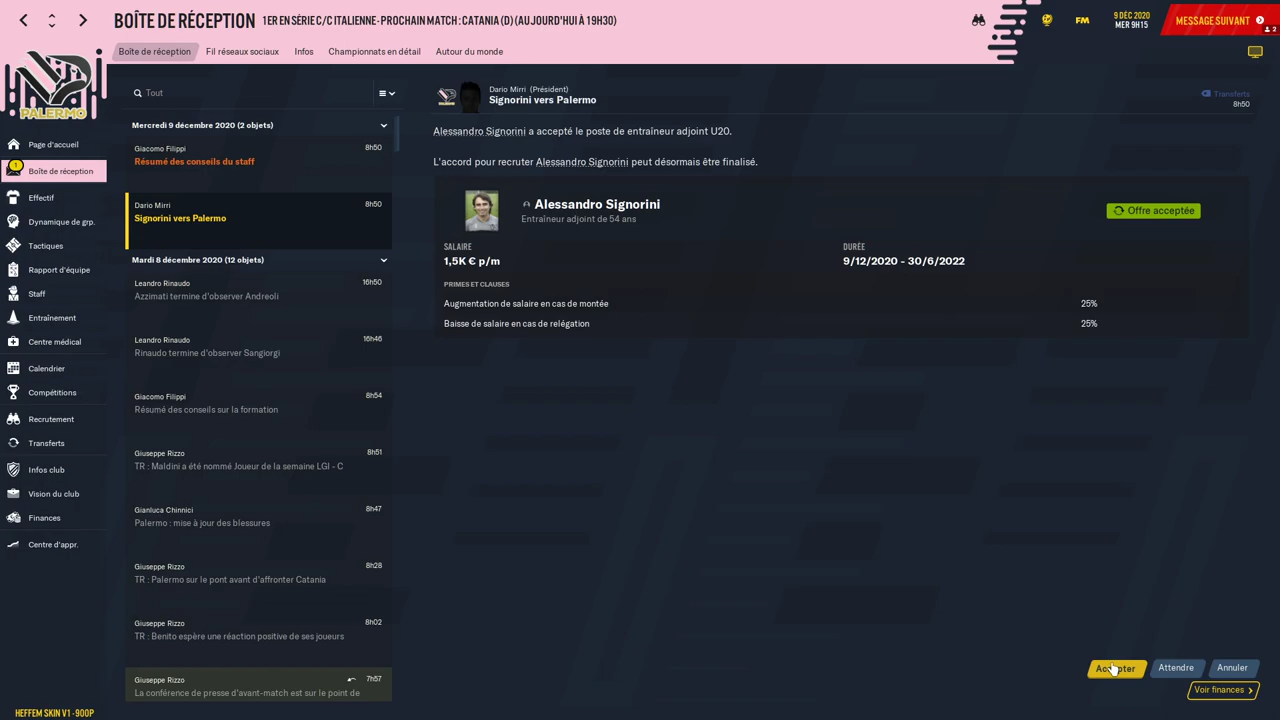 BOÎTE DE RÉCEPTION 1ER EN SÉRIE C/C ITALIENNE - PROCHAIN MATCH : CATANIA (D) (AUJOURD'HUI À 19H30)
FM
9 DÉC 2020
MER 9H15
MESSAGE SUIVANT
2
Boîte de réception
Fil réseaux sociaux
Infos
Championnats en détail
Autour du monde
PALERMO
Page d'accueil
1
Boîte de réception
Effectif
Dynamique de grp.
Tactiques
Rapport d'équipe
Staff
Entraînement
Centre médical
Calendrier
Compétitions
Recrutement
Transferts
Infos club
Vision du club
Finances
Centre d'appr.
HEFFEM SKIN V1 - 900P
Tout
Mercredi 9 décembre 2020 (2 objets)
Giacomo Filippi 8h50
Résumé des conseils du staff
Dario Mirri 8h50
Signorini vers Palermo
Mardi 8 décembre 2020 (12 objets)
Leandro Rinaudo 16h50
Azzimati termine d'observer Andreoli
Leandro Rinaudo 16h46
Rinaudo termine d'observer Sangiorgi
Giacomo Filippi 8h54
Résumé des conseils sur la formation
Giuseppe Rizzo 8h51
TR : Maldini a été nommé Joueur de la semaine LGI - C
Gianluca Chinnici 8h47
Palermo : mise à jour des blessures
Giuseppe Rizzo 8h28
TR : Palermo sur le pont avant d'affronter Catania
Giuseppe Rizzo 8h02
TR : Benito espère une réaction positive de ses joueurs
Giuseppe Rizzo 7h57
La conférence de presse d'avant-match est sur le point de
Dario Mirri (Président)
Signorini vers Palermo
Transferts
8h50
Alessandro Signorini a accepté le poste de entraîneur adjoint U20.
L'accord pour recruter Alessandro Signorini peut désormais être finalisé.
Alessandro Signorini
Entraîneur adjoint de 54 ans
Offre acceptée
SALAIRE
1,5K € p/m
DURÉE
9/12/2020 - 30/6/2022
PRIMES ET CLAUSES
Augmentation de salaire en cas de montée 25%
Baisse de salaire en cas de relégation 25%
Accepter
Attendre
Annuler
Voir finances